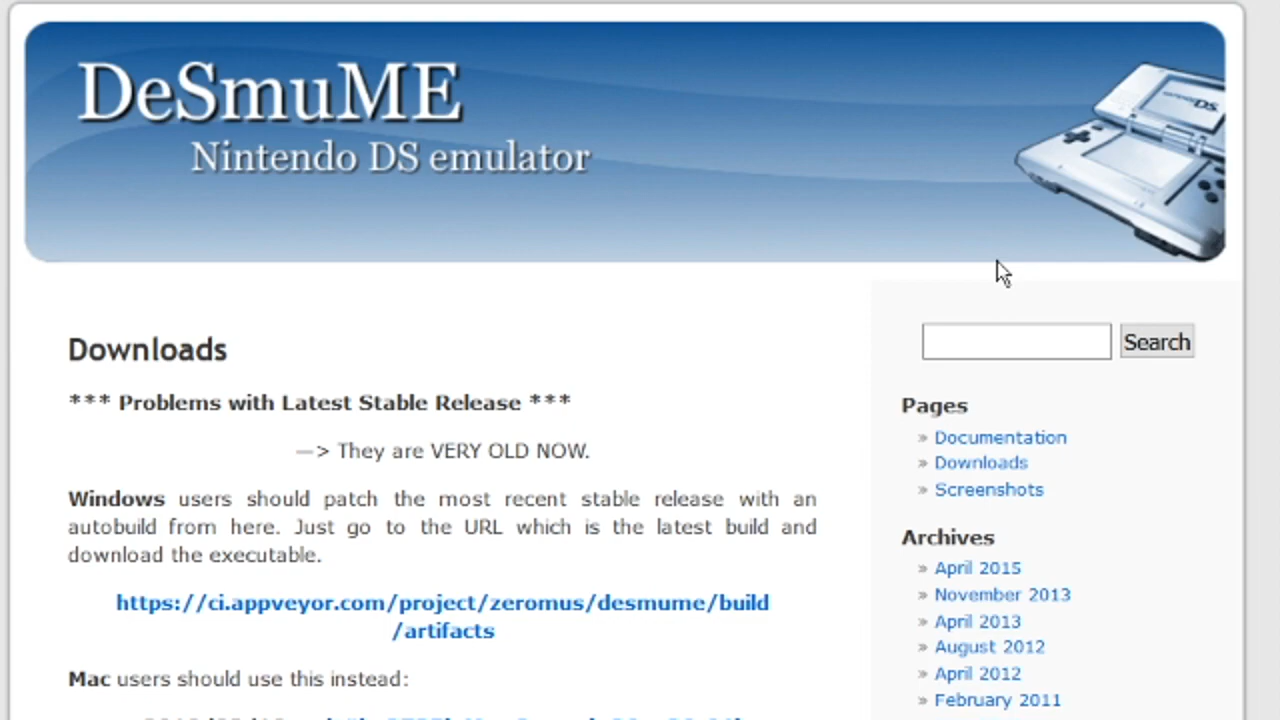 DeSmuME
Nintendo DS emulator
Downloads
*** Problems with Latest Stable Release ***
—> They are VERY OLD NOW.
Windows users should patch the most recent stable release with an
autobuild from here. Just go to the URL which is the latest build and
download the executable.
https://ci.appveyor.com/project/zeromus/desmume/build
/artifacts
Mac users should use this instead:
Search
Pages
» Documentation
» Downloads
» Screenshots
Archives
» April 2015
» November 2013
» April 2013
» August 2012
» April 2012
» February 2011